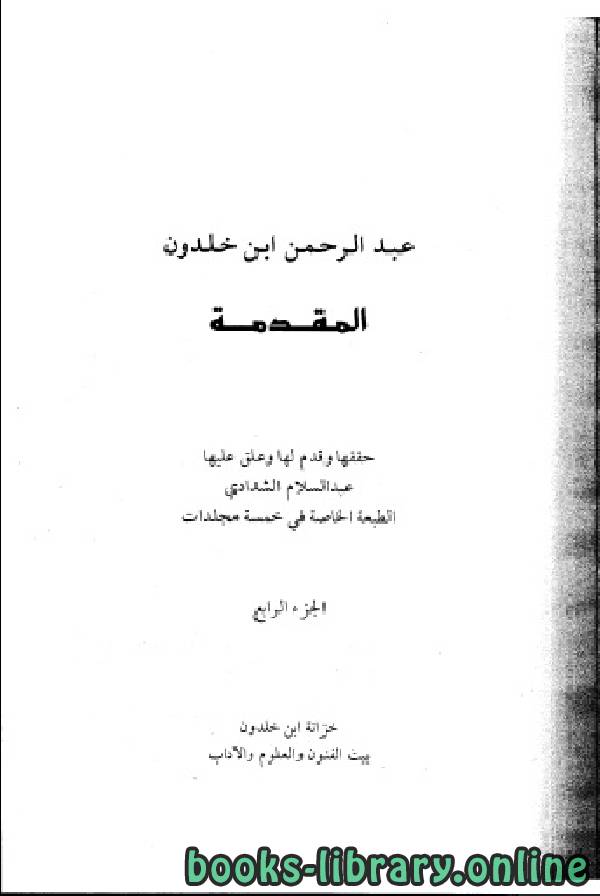 عبد الرحمن ابن خلدون
المقدمة
حققها وقدم لها وعلق عليها
عبدالسلام الشدادي
الطبعة الخاصة في خمسة مجلدات
الجزء الرابع
خزانة ابن خلدون
بيت الفنون والعلوم والآداب
books-library.online